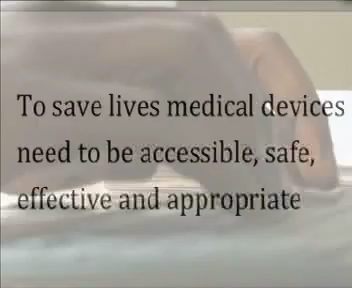 To save lives medical devices
need to be accessible, safe,
effective and appropriate